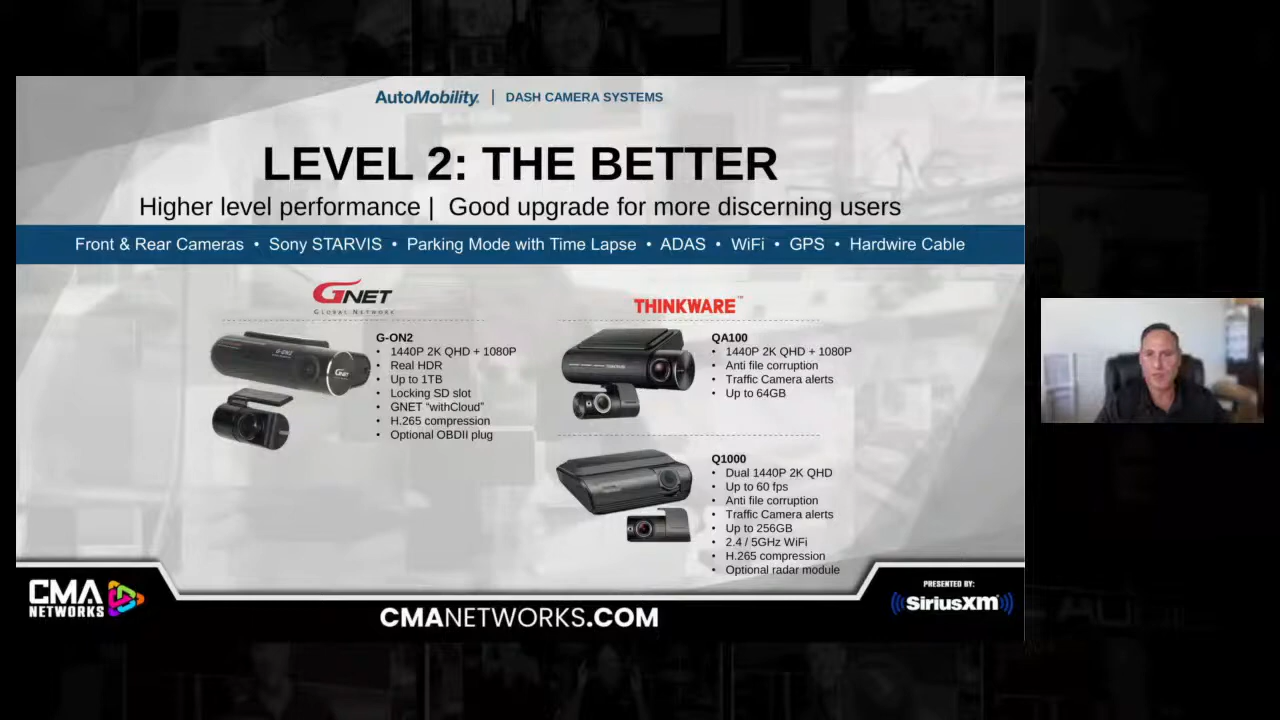 AutoMobility. | DASH CAMERA SYSTEMS
LEVEL 2: THE BETTER
Higher level performance | Good upgrade for more discerning users
Front & Rear Cameras • Sony STARVIS • Parking Mode with Time Lapse • ADAS • WiFi • GPS • Hardwire Cable
GNET
GLOBAL NETWORK
G-ON2
• 1440P 2K QHD + 1080P
• Real HDR
• Up to 1TB
• Locking SD slot
• GNET “withCloud”
• H.265 compression
• Optional OBDII plug
THINKWARE™
QA100
• 1440P 2K QHD + 1080P
• Anti file corruption
• Traffic Camera alerts
• Up to 64GB
Q1000
• Dual 1440P 2K QHD
• Up to 60 fps
• Anti file corruption
• Traffic Camera alerts
• Up to 256GB
• 2.4 / 5GHz WiFi
• H.265 compression
• Optional radar module
CMA
NETWORKS
CMANETWORKS.COM
PRESENTED BY:
SiriusXM